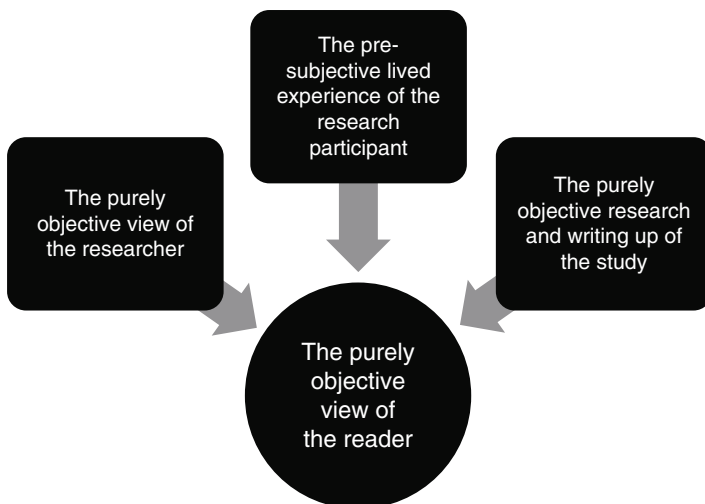 The pre-
subjective lived
experience of the
research
participant
The purely
objective view of
the researcher
The purely
objective research
and writing up of
the study
The purely
objective
view of
the reader